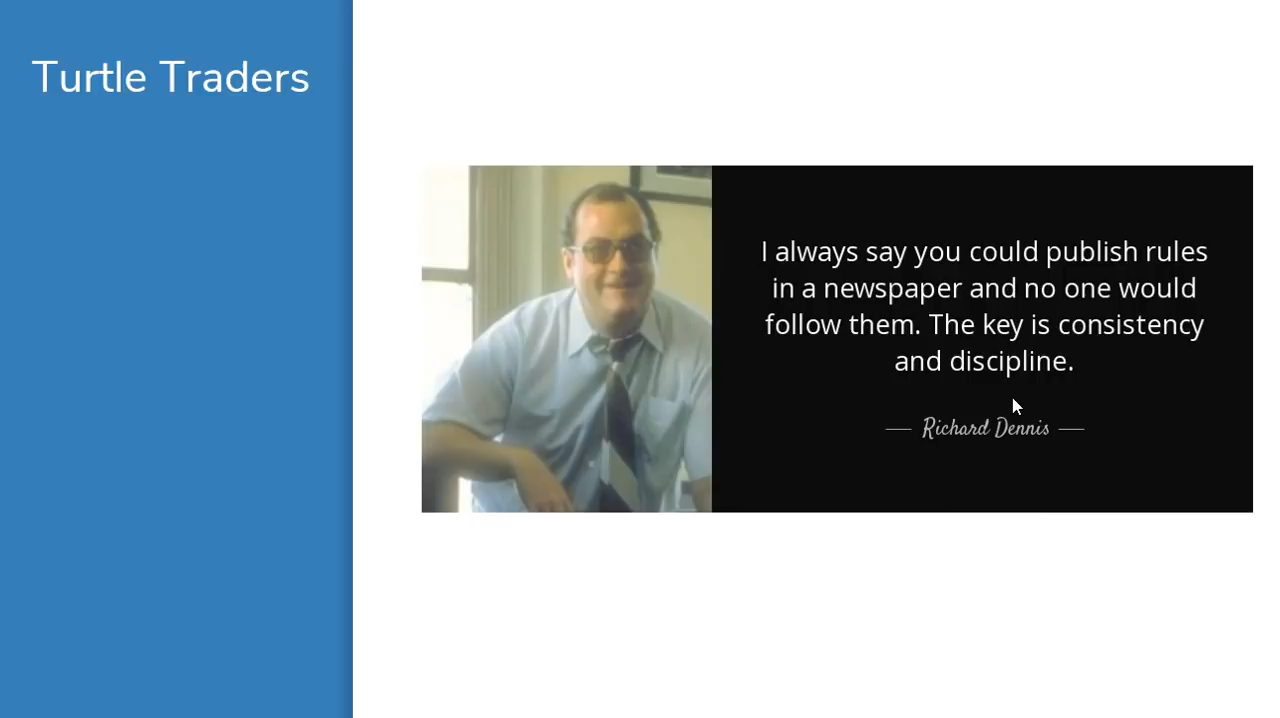 Turtle Traders
I always say you could publish rules
in a newspaper and no one would
follow them. The key is consistency
and discipline.
Richard Dennis